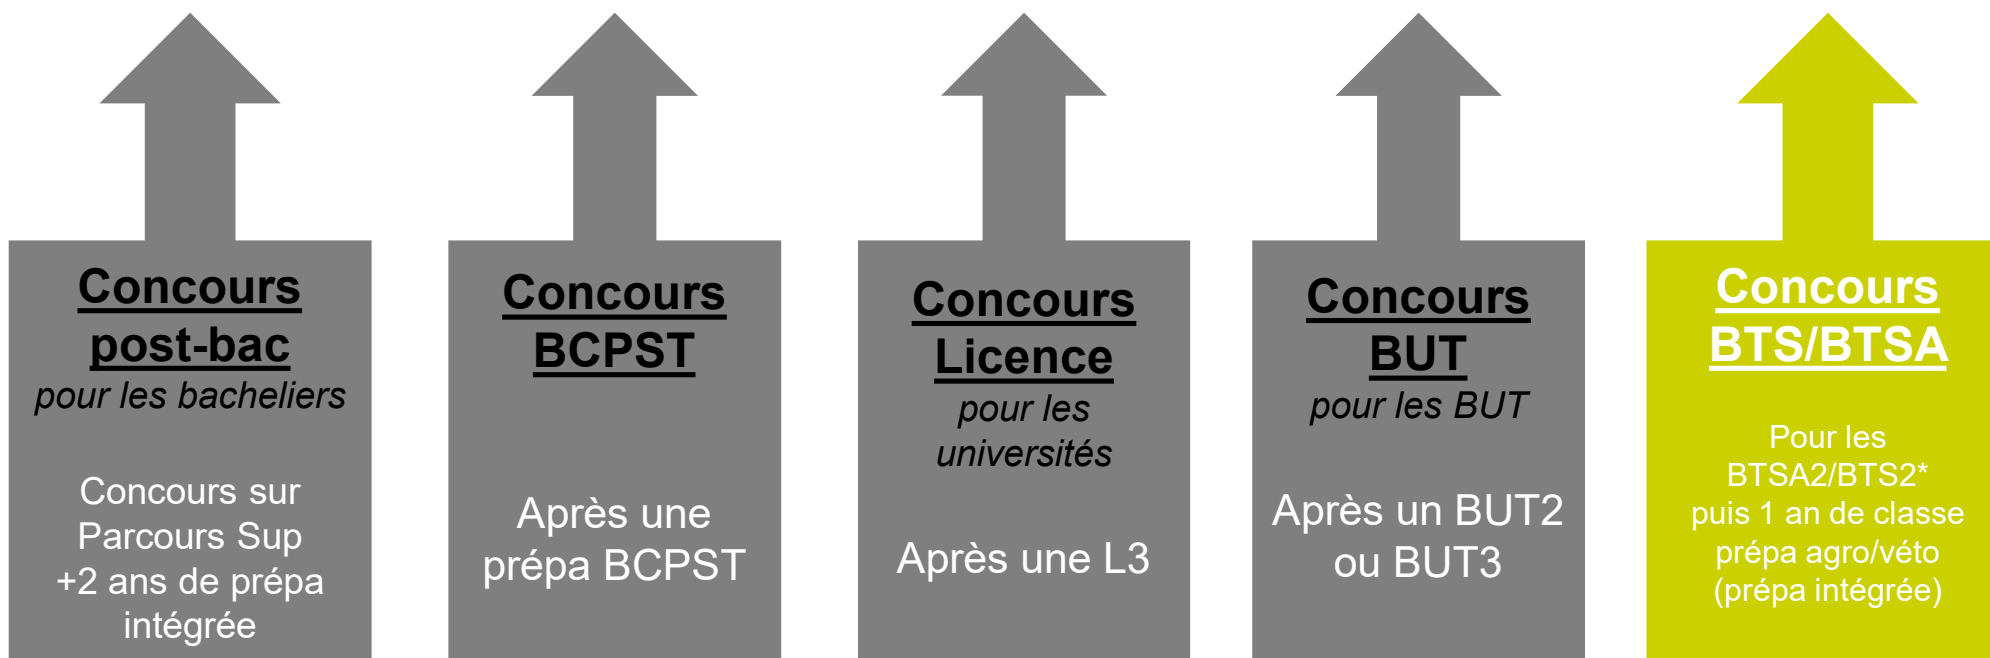 Concours
post-bac
pour les bacheliers
Concours sur
Parcours Sup
+2 ans de prépa
intégrée
Concours
BCPST
Après une
prépa BCPST
Concours
Licence
pour les
universités
Après une L3
Concours
BUT
pour les BUT
Après un BUT2
ou BUT3
Concours
BTS/BTSA
Pour les
BTSA2/BTS2*
puis 1 an de classe
prépa agro/véto
(prépa intégrée)